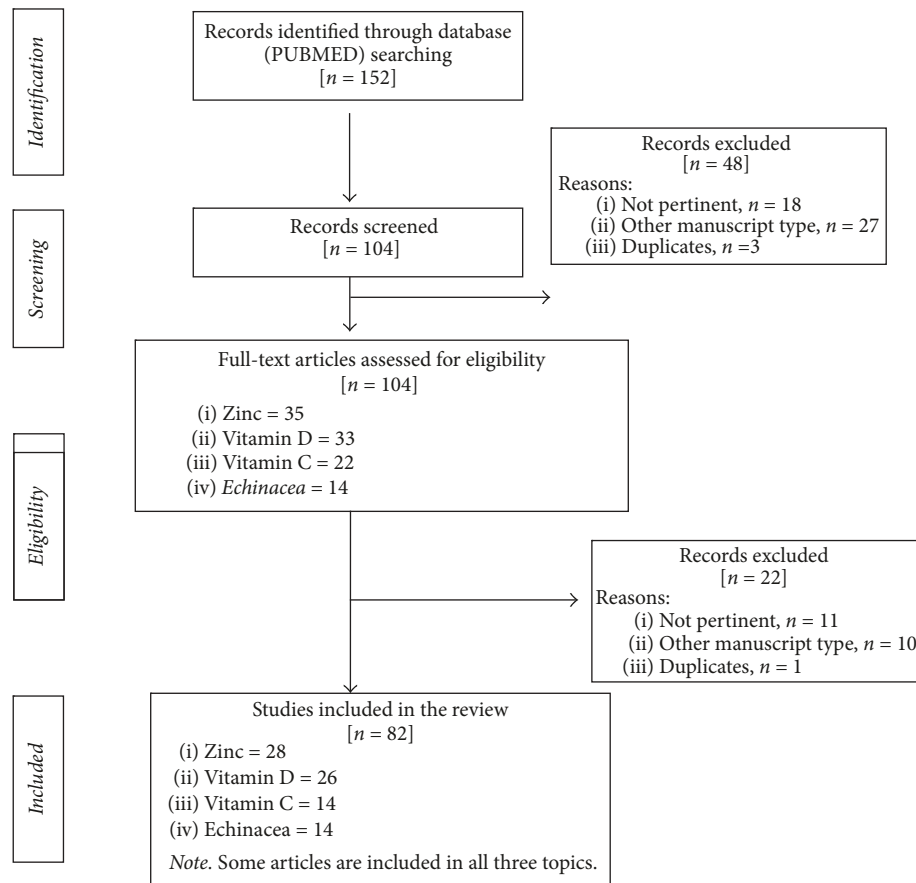 Identification
Records identified through database
(PUBMED) searching
[n = 152]
Records excluded
[n = 48]
Reasons:
(i) Not pertinent, n = 18
(ii) Other manuscript type, n = 27
(iii) Duplicates, n =3
Screening
Records screened
[n = 104]
Full-text articles assessed for eligibility
[n = 104]
(i) Zinc = 35
(ii) Vitamin D = 33
(iii) Vitamin C = 22
(iv) Echinacea = 14
Eligibility
Records excluded
[n = 22]
Reasons:
(i) Not pertinent, n = 11
(ii) Other manuscript type, n = 10
(iii) Duplicates, n = 1
Included
Studies included in the review
[n = 82]
(i) Zinc = 28
(ii) Vitamin D = 26
(iii) Vitamin C = 14
(iv) Echinacea = 14
Note. Some articles are included in all three topics.